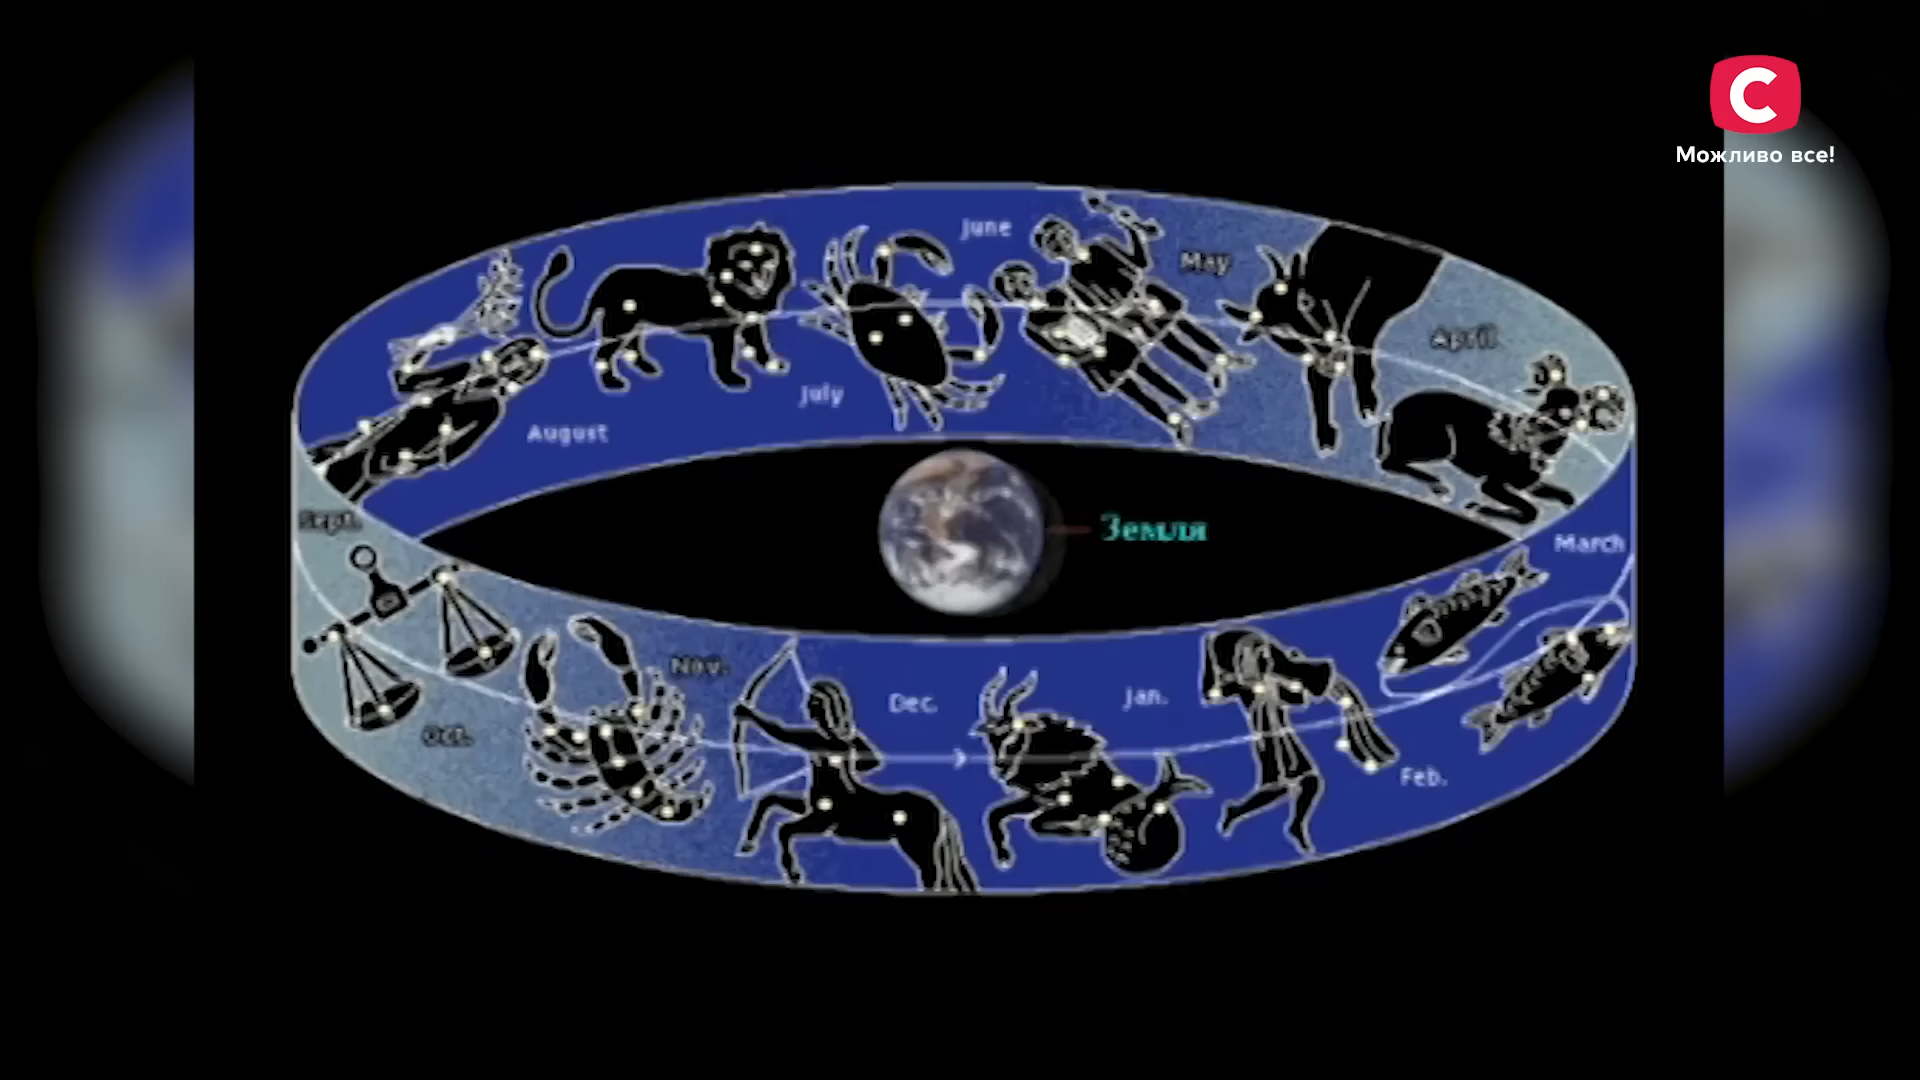 C
Можливо все!
June
May
April
July
August
Земля
Sept.
March
Nov.
Dec.
Jan.
Oct.
Feb.